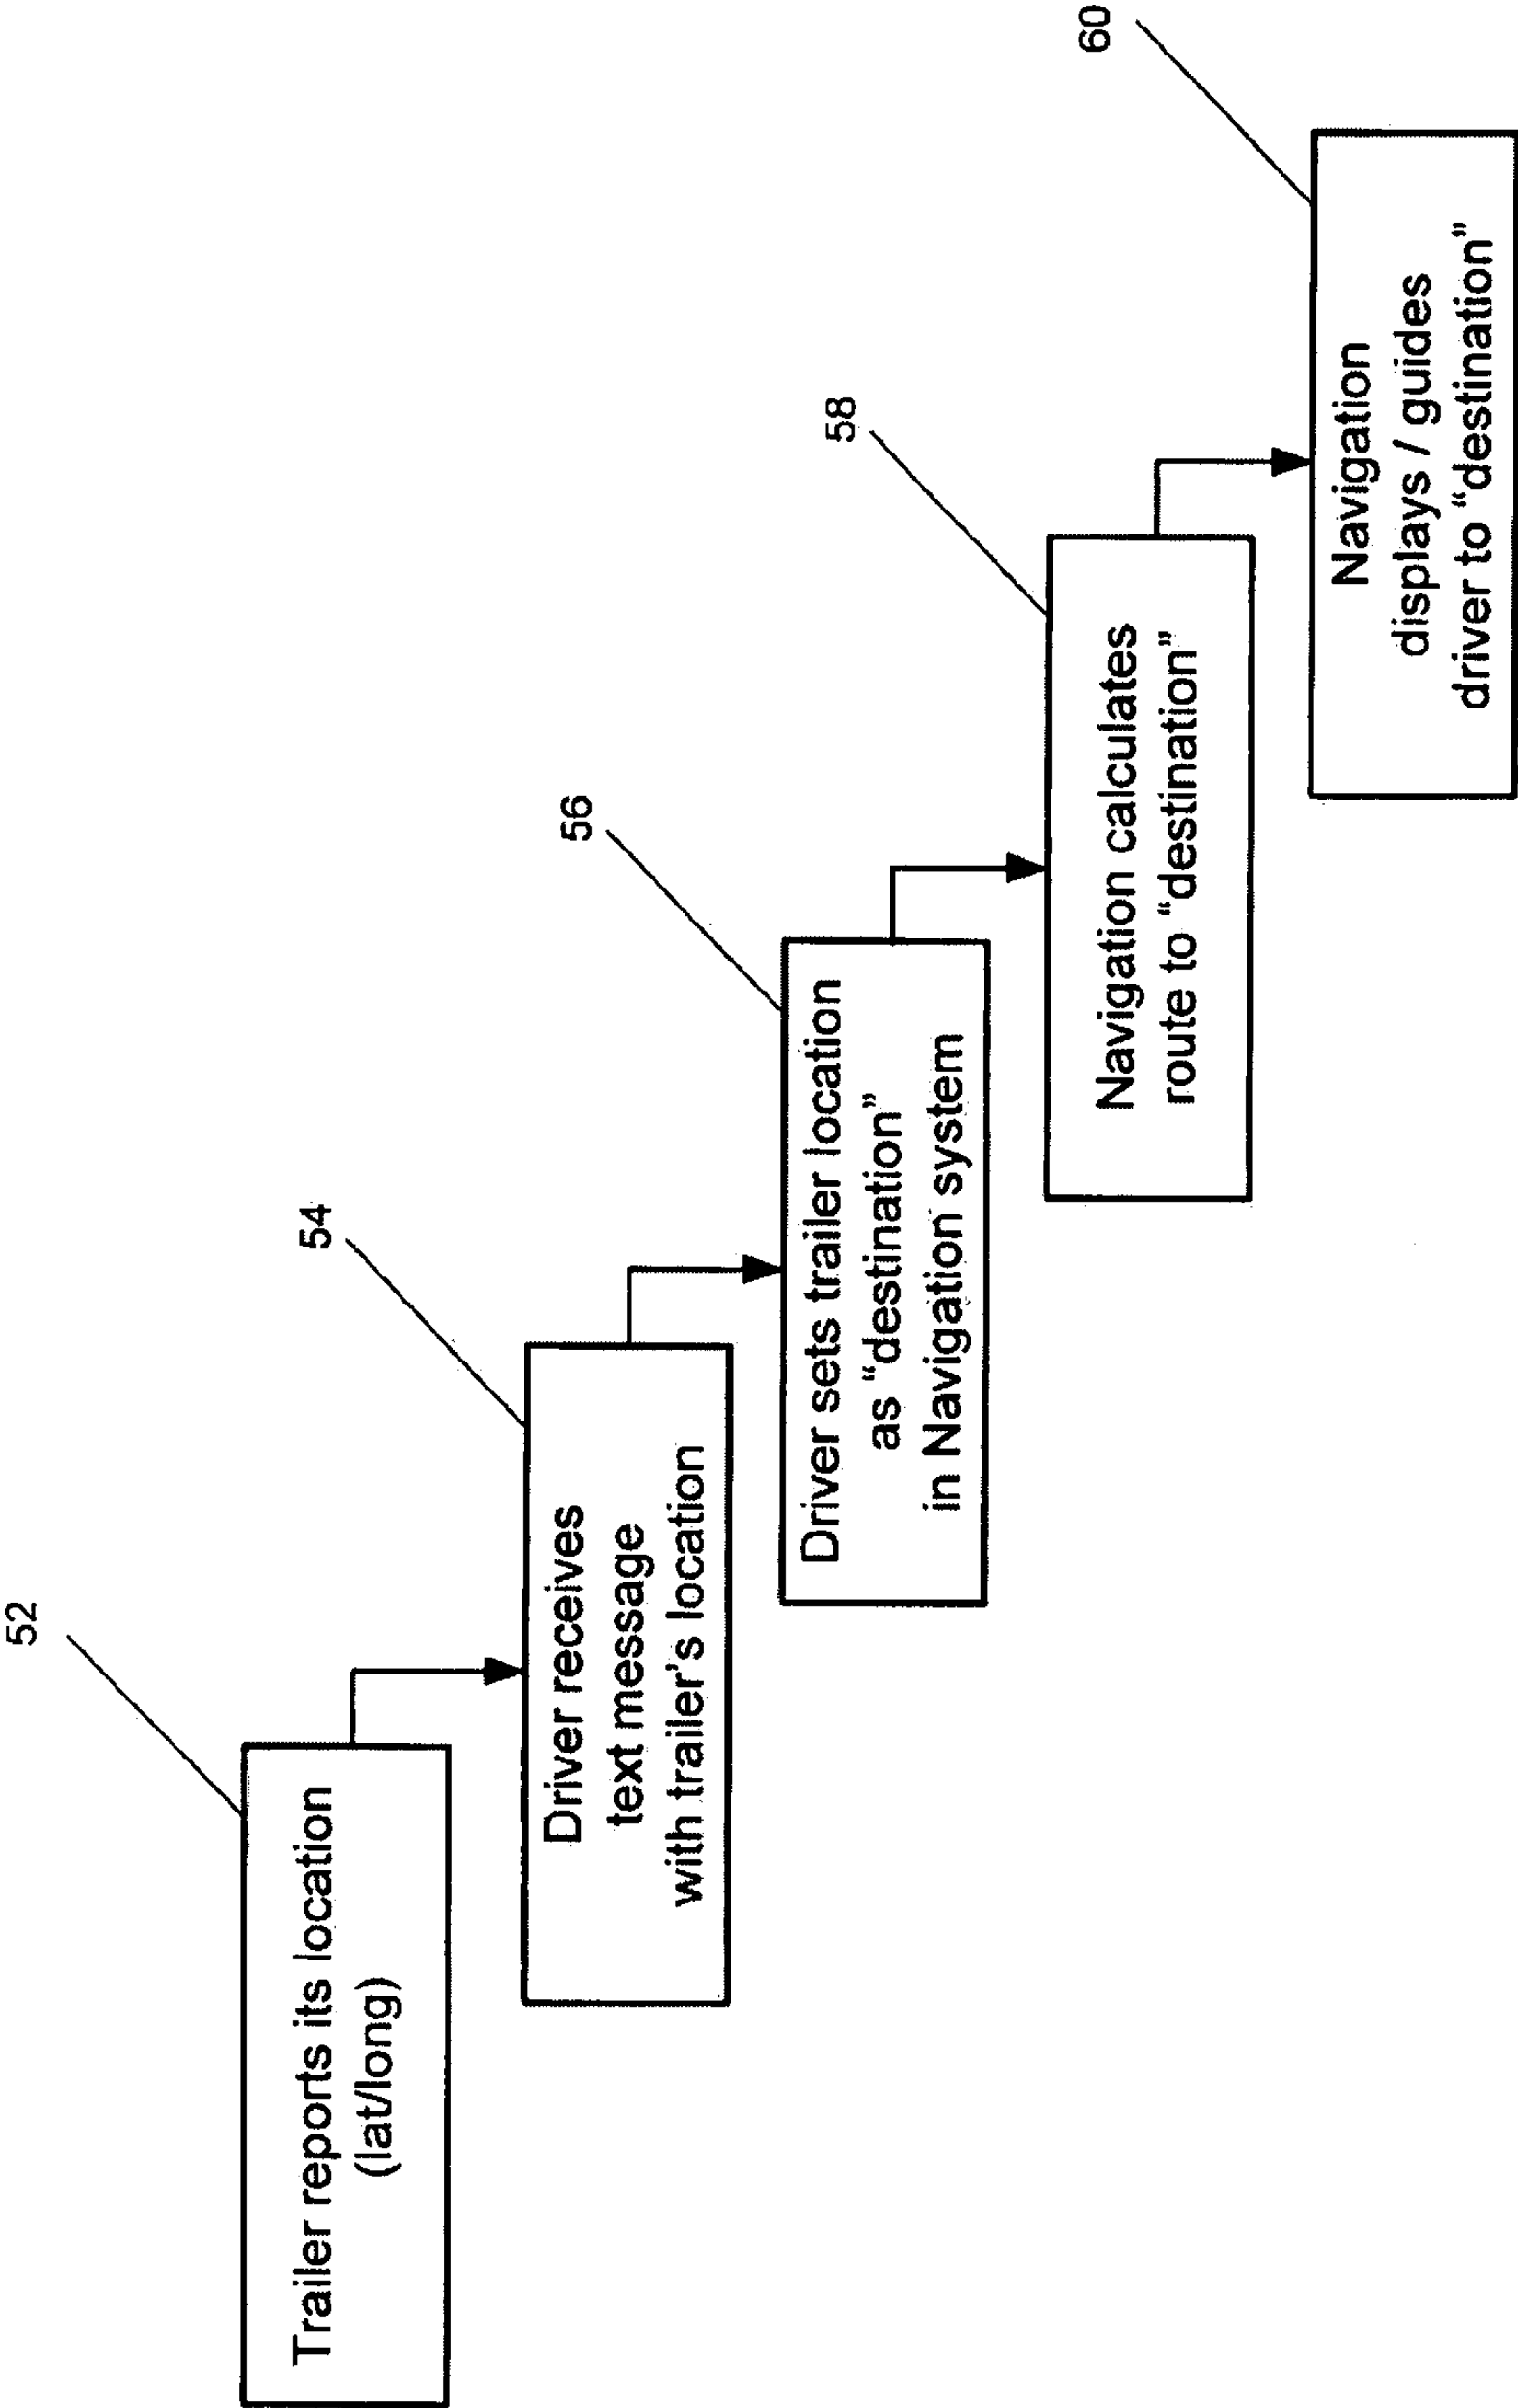 52
Trailer reports its location
(lat/long)
54
Driver receives
text message
with trailer's location
56
Driver sets trailer location
as “destination”
in Navigation system
58
Navigation calculates
route to “destination”
60
Navigation
displays / guides
driver to “destination”